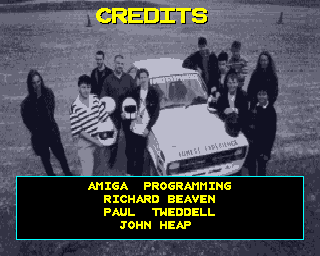 CREDITS
AMIGA PROGRAMMING
RICHARD BEAVEN
PAUL TWEDDELL
JOHN HEAP